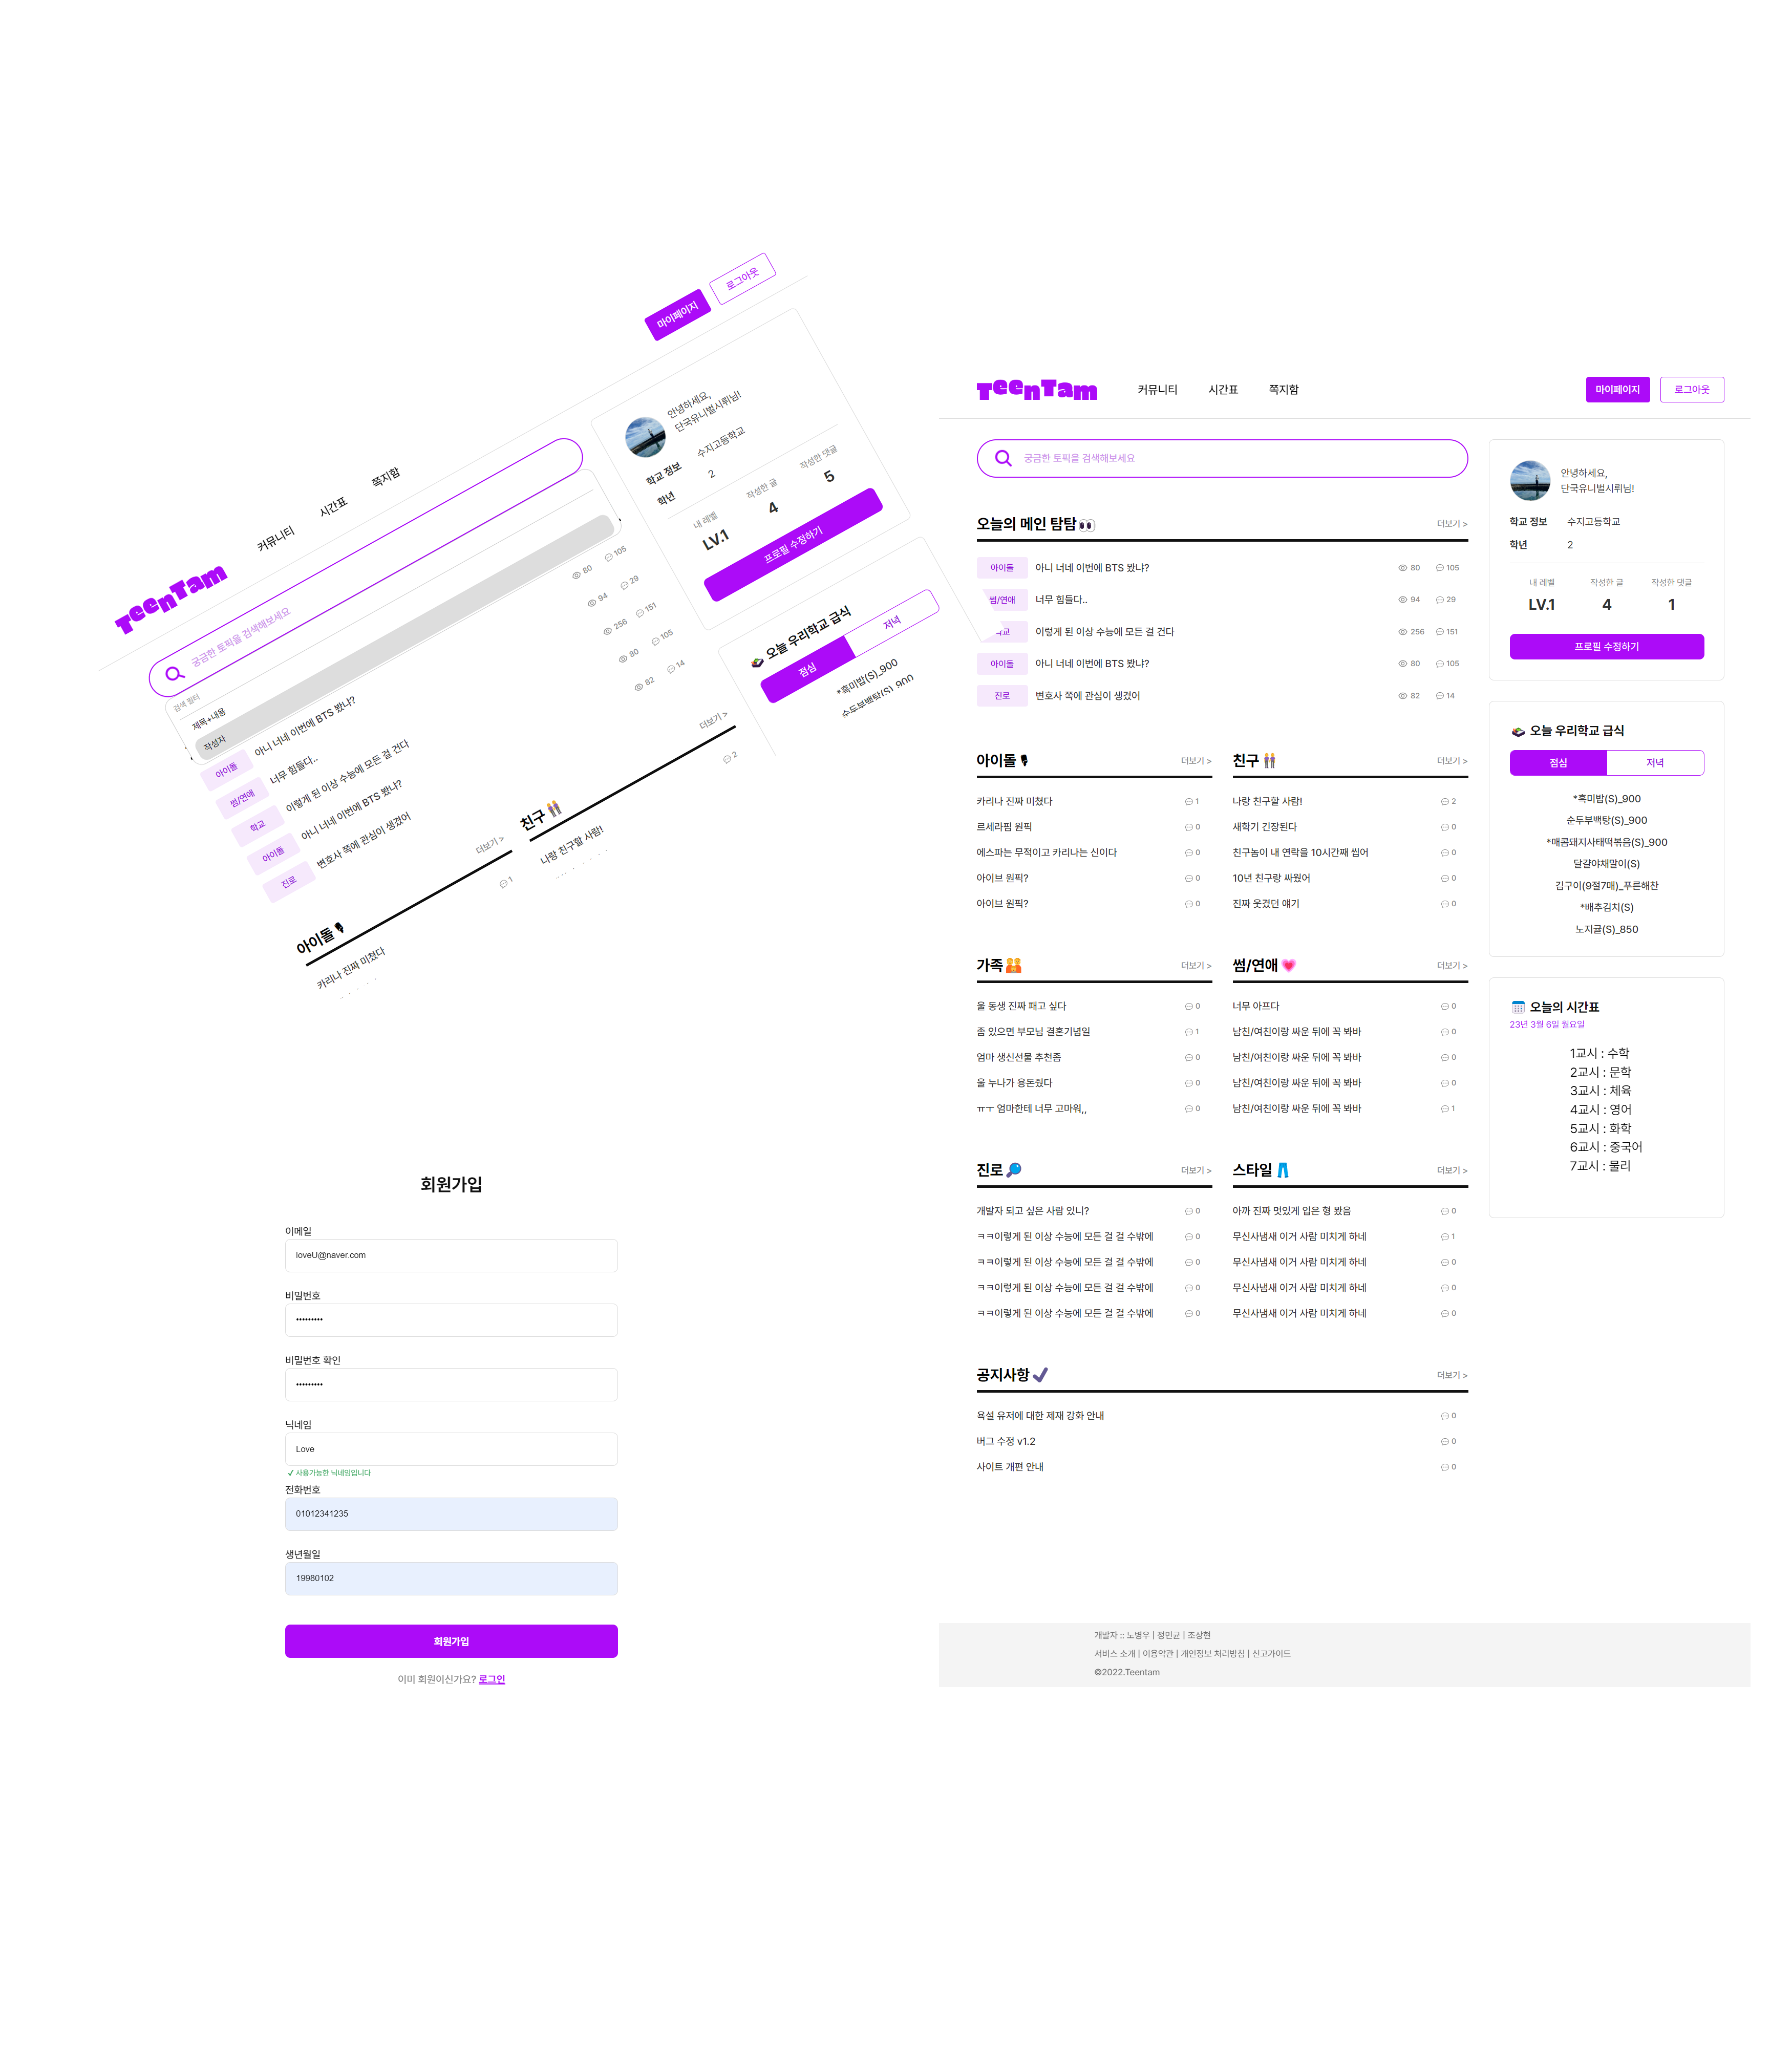 마이페이지
로그아웃
TeenTam
커뮤니티
시간표
쪽지함
궁금한 토픽을 검색해보세요
검색 필터
제목+내용
작성자
아이돌
아니 너네 이번에 BTS 봤냐?
80
105
썸/연애
너무 힘들다..
94
29
학교
이렇게 된 이상 수능에 모든 걸 건다
256
151
아이돌
아니 너네 이번에 BTS 봤냐?
80
105
진로
변호사 쪽에 관심이 생겼어
82
14
아이돌
더보기 >
카리나 진짜 미쳤다
1
친구
더보기 >
나랑 친구할 사람!
2
안녕하세요,
단국유니벌시뤼님!
학교 정보
수지고등학교
학년
2
내 레벨
작성한 글
작성한 댓글
LV.1
4
5
프로필 수정하기
오늘 우리학교 급식
점심
저녁
*흑미밥(S)_900
순두부백탕(S)_900
회원가입
이메일
loveU@naver.com
비밀번호
•••••••••
비밀번호 확인
•••••••••
닉네임
Love
✓ 사용가능한 닉네임입니다
전화번호
01012341235
생년월일
19980102
회원가입
이미 회원이신가요? 로그인
TeenTam
커뮤니티
시간표
쪽지함
마이페이지
로그아웃
궁금한 토픽을 검색해보세요
오늘의 메인 탐탐
더보기 >
아이돌 아니 너네 이번에 BTS 봤냐? 80 105
썸/연애 너무 힘들다.. 94 29
이렇게 된 이상 수능에 모든 걸 건다 256 151
아이돌 아니 너네 이번에 BTS 봤냐? 80 105
진로 변호사 쪽에 관심이 생겼어 82 14
아이돌
더보기 >
카리나 진짜 미쳤다 1
르세라핌 원픽 0
에스파는 무적이고 카리나는 신이다 0
아이브 원픽? 0
아이브 원픽? 0
친구
더보기 >
나랑 친구할 사람! 2
새학기 긴장된다 0
친구놈이 내 연락을 10시간째 씹어 0
10년 친구랑 싸웠어 0
진짜 웃겼던 얘기 0
가족
더보기 >
울 동생 진짜 패고 싶다 0
좀 있으면 부모님 결혼기념일 1
엄마 생신선물 추천좀 0
울 누나가 용돈줬다 0
ㅠㅜ 엄마한테 너무 고마워,, 0
썸/연애
더보기 >
너무 아프다 0
남친/여친이랑 싸운 뒤에 꼭 봐바 0
남친/여친이랑 싸운 뒤에 꼭 봐바 0
남친/여친이랑 싸운 뒤에 꼭 봐바 0
남친/여친이랑 싸운 뒤에 꼭 봐바 1
진로
더보기 >
개발자 되고 싶은 사람 있니? 0
ㅋㅋ이렇게 된 이상 수능에 모든 걸 걸 수밖에 0
ㅋㅋ이렇게 된 이상 수능에 모든 걸 걸 수밖에 0
ㅋㅋ이렇게 된 이상 수능에 모든 걸 걸 수밖에 0
ㅋㅋ이렇게 된 이상 수능에 모든 걸 걸 수밖에 0
스타일
더보기 >
아까 진짜 멋있게 입은 형 봤음 0
무신사냄새 이거 사람 미치게 하네 1
무신사냄새 이거 사람 미치게 하네 0
무신사냄새 이거 사람 미치게 하네 0
무신사냄새 이거 사람 미치게 하네 0
공지사항
더보기 >
욕설 유저에 대한 제재 강화 안내 0
버그 수정 v1.2 0
사이트 개편 안내 0
안녕하세요,
단국유니벌시뤼님!
학교 정보 수지고등학교
학년 2
내 레벨 작성한 글 작성한 댓글
LV.1 4 1
프로필 수정하기
오늘 우리학교 급식
점심 저녁
*흑미밥(S)_900
순두부백탕(S)_900
*매콤돼지사태떡볶음(S)_900
달걀야채말이(S)
김구이(9절7매)_푸른해찬
*배추김치(S)
노지귤(S)_850
오늘의 시간표
23년 3월 6일 월요일
1교시 : 수학
2교시 : 문학
3교시 : 체육
4교시 : 영어
5교시 : 화학
6교시 : 중국어
7교시 : 물리
개발자 :: 노병우 | 정민균 | 조상현
서비스 소개 | 이용약관 | 개인정보 처리방침 | 신고가이드
©2022.Teentam